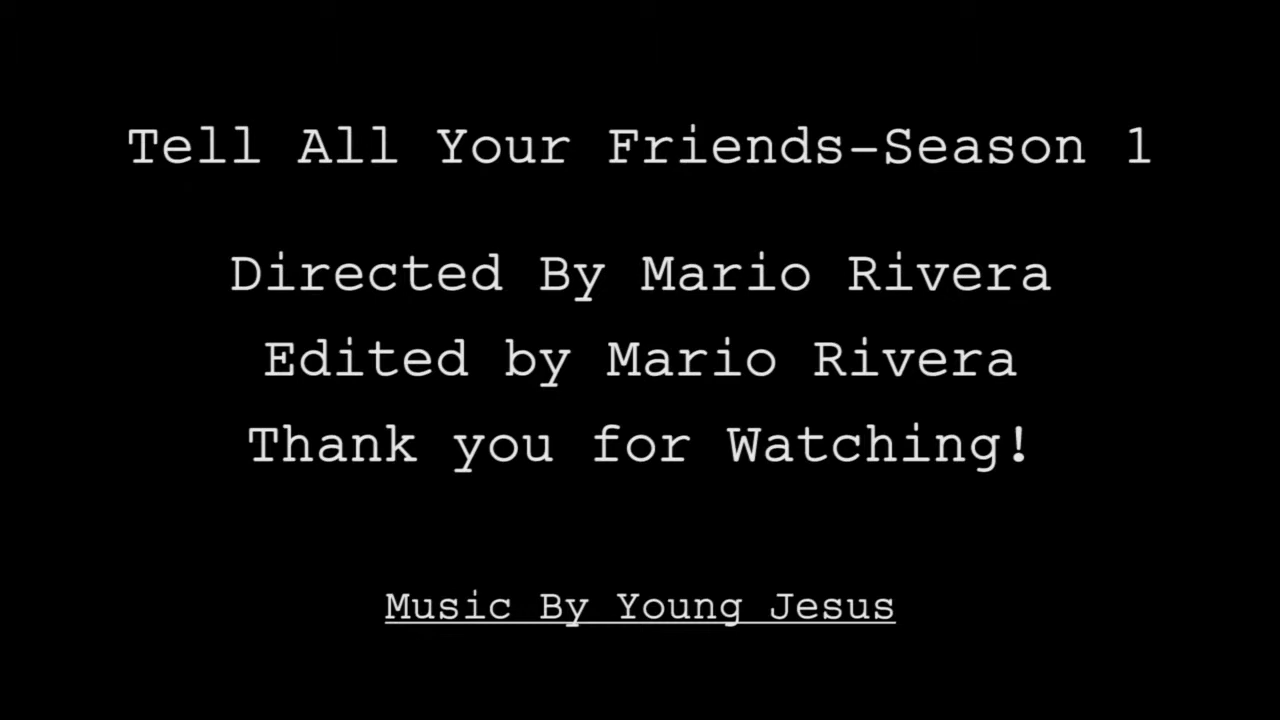 Tell All Your Friends-Season 1
Directed By Mario Rivera
Edited by Mario Rivera
Thank you for Watching!
Music By Young Jesus